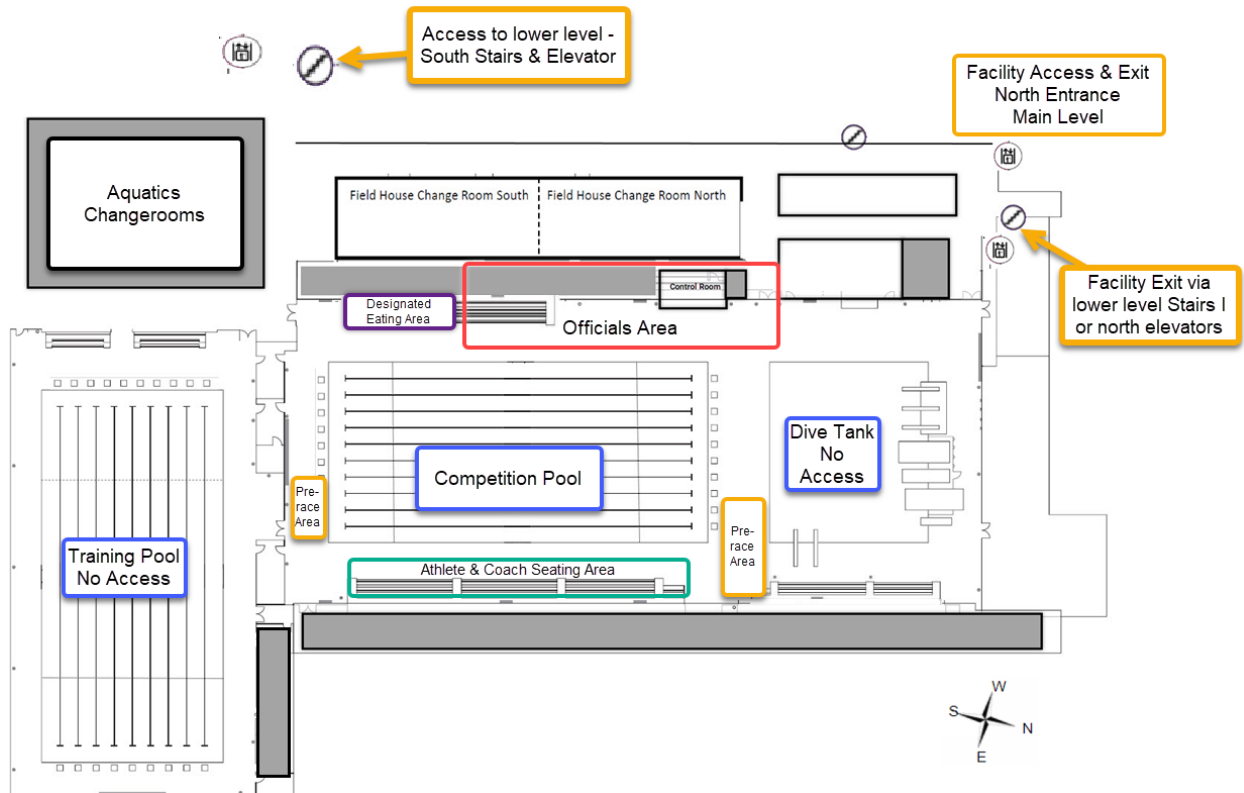 Access to lower level -
South Stairs & Elevator
Facility Access & Exit
North Entrance
Main Level
Aquatics
Changerooms
Field House Change Room South
Field House Change Room North
Facility Exit via
lower level Stairs I
or north elevators
Control Room
Designated
Eating Area
Officials Area
Dive Tank
No
Access
Competition Pool
Pre-
race
Area
Pre-
race
Area
Training Pool
No Access
Athlete & Coach Seating Area
W
S
N
E